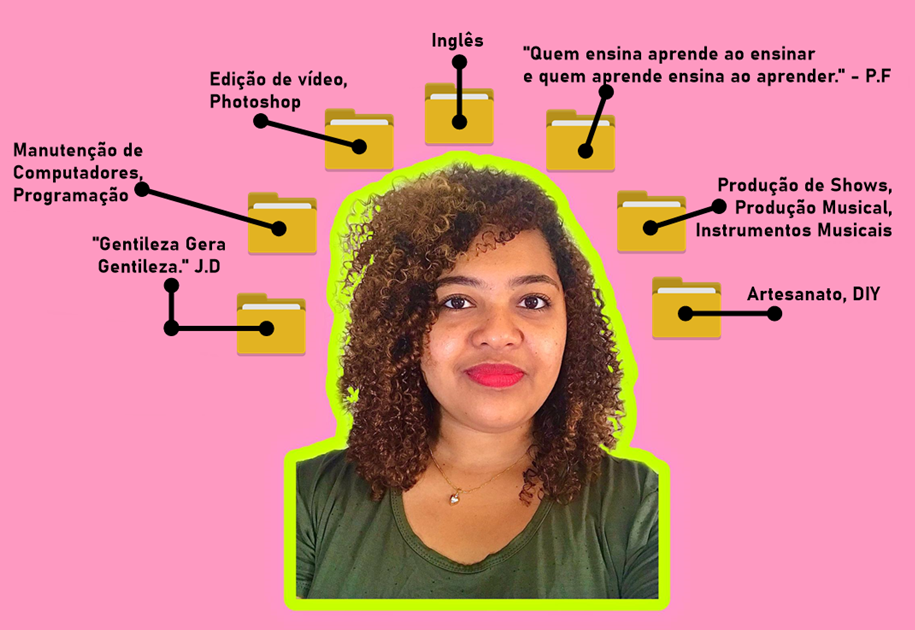 Inglês
"Quem ensina aprende ao ensinar
e quem aprende ensina ao aprender." - P.F
Edição de vídeo,
Photoshop
Manutenção de
Computadores,
Programação
Produção de Shows,
Produção Musical,
Instrumentos Musicais
"Gentileza Gera
Gentileza." J.D
Artesanato, DIY